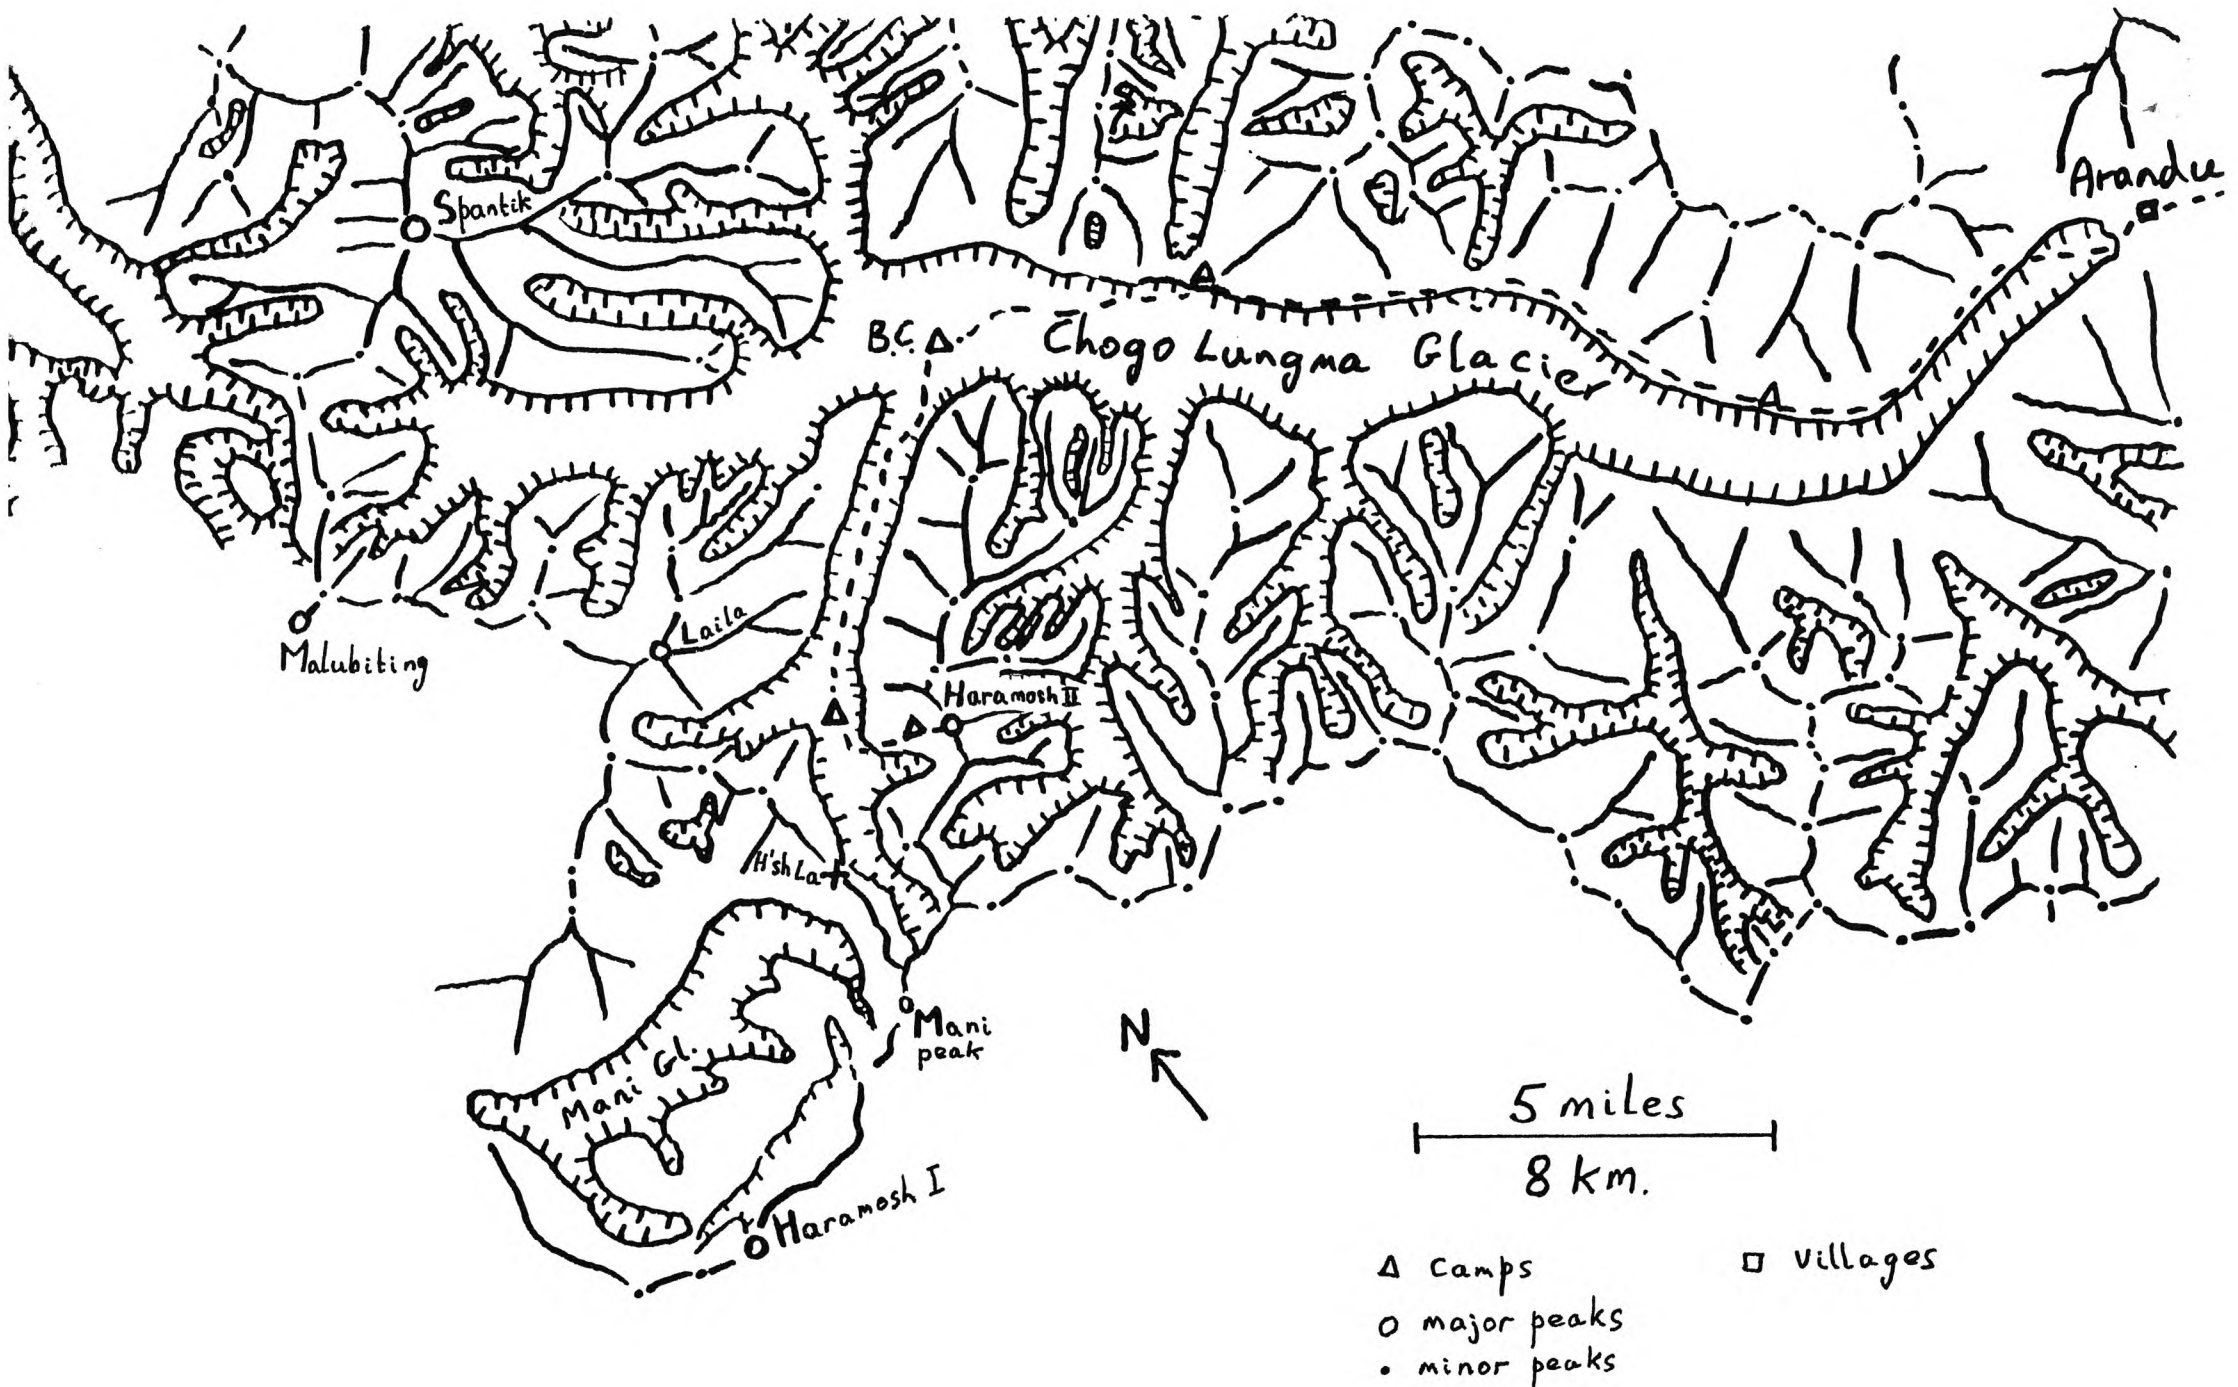 Arandu
Spantik
B.C.
Chogo Lungma Glacier
Laila
Malubiting
Haramosh II
H'sh La
Mani
peak
N
Mani Gl.
5 miles
8 km.
Haramosh I
Camps
Villages
major peaks
minor peaks